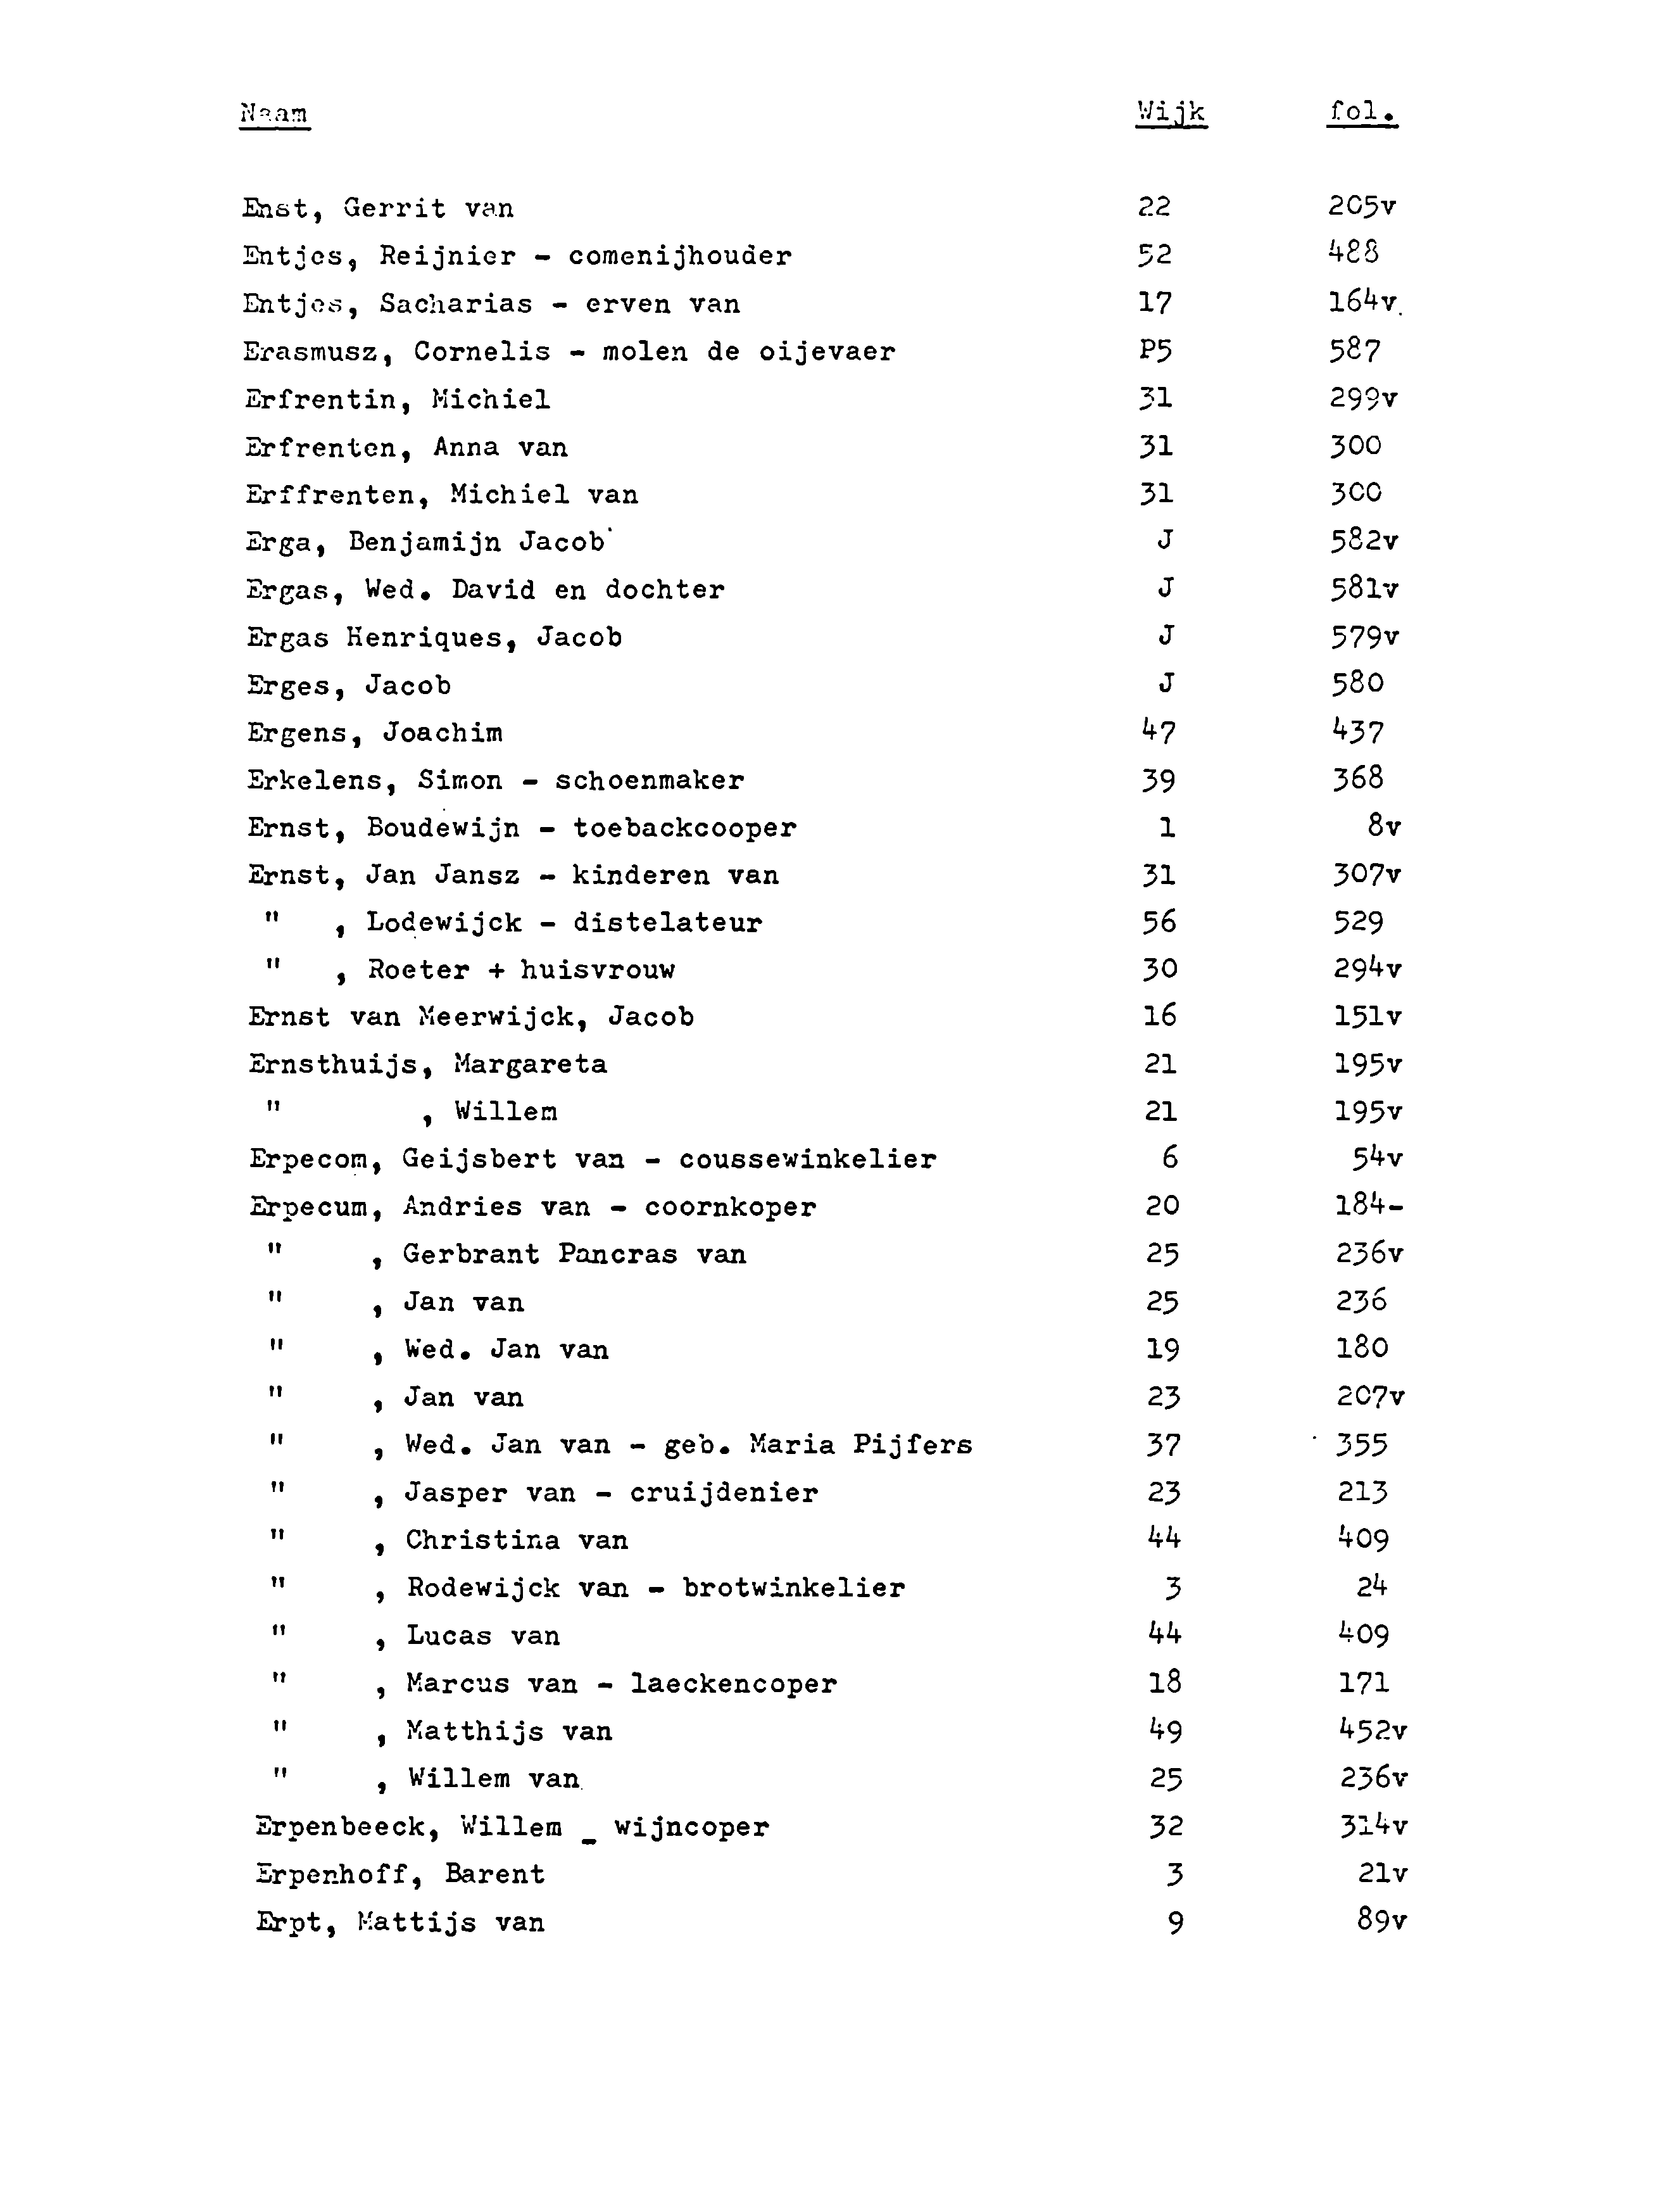 Naam Wijk fol.
Enst, Gerrit van 22 205v
Entjes, Reijnier - comenijhouder 52 488
Entjes, Sacharias - erven van 17 164v.
Erasmusz, Cornelis - molen de oijevaer P5 587
Erfrentin, Michiel 31 299v
Erfrenten, Anna van 31 300
Erffrenten, Michiel van 31 300
Erga, Benjamijn Jacob J 582v
Ergas, Wed. David en dochter J 581v
Ergas Henriques, Jacob J 579v
Erges, Jacob J 580
Ergens, Joachim 47 437
Erkelens, Simon - schoenmaker 39 368
Ernst, Boudewijn - toebackcooper 1 8v
Ernst, Jan Jansz - kinderen van 31 307v
" , Lodewijck - distelateur 56 529
" , Roeter + huisvrouw 30 294v
Ernst van Meerwijck, Jacob 16 151v
Ernsthuijs, Margareta 21 195v
" , Willem 21 195v
Erpecom, Geijsbert van - coussewinkelier 6 54v
Erpecum, Andries van - coornkoper 20 184-
" , Gerbrant Pancras van 25 236v
" , Jan van 25 236
" , Wed. Jan van 19 180
" , Jan van 23 207v
" , Wed. Jan van - geb. Maria Pijfers 37 355
" , Jasper van - cruijdenier 23 213
" , Christina van 44 409
" , Rodewijck van - brotwinkelier 3 24
" , Lucas van 44 409
" , Marcus van - laeckencoper 18 171
" , Matthijs van 49 452v
" , Willem van 25 236v
Erpenbeeck, Willem _ wijncoper 32 314v
Erpenhoff, Barent 3 21v
Erpt, Mattijs van 9 89v